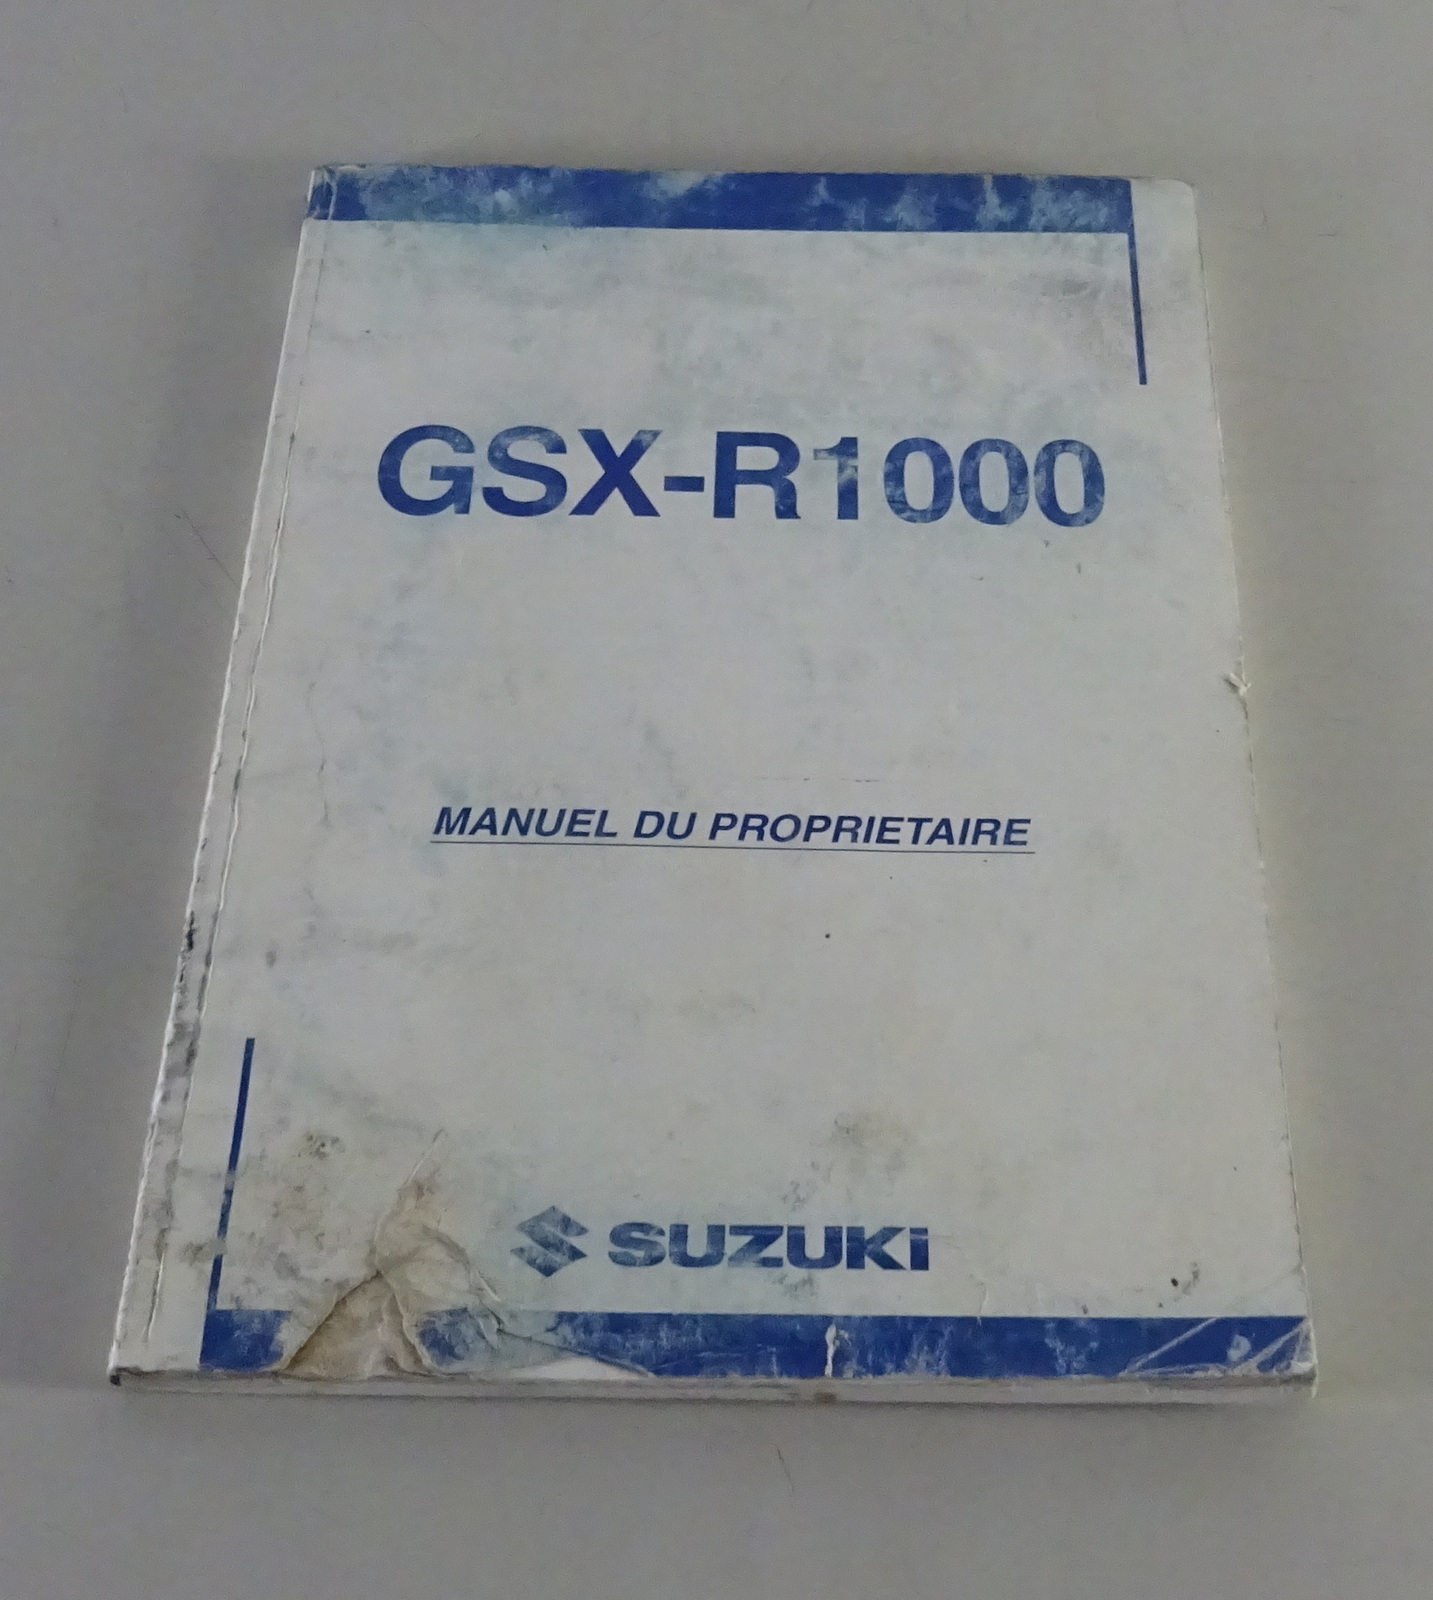 GSX-R1000
MANUEL DU PROPRIETAIRE
SUZUKI